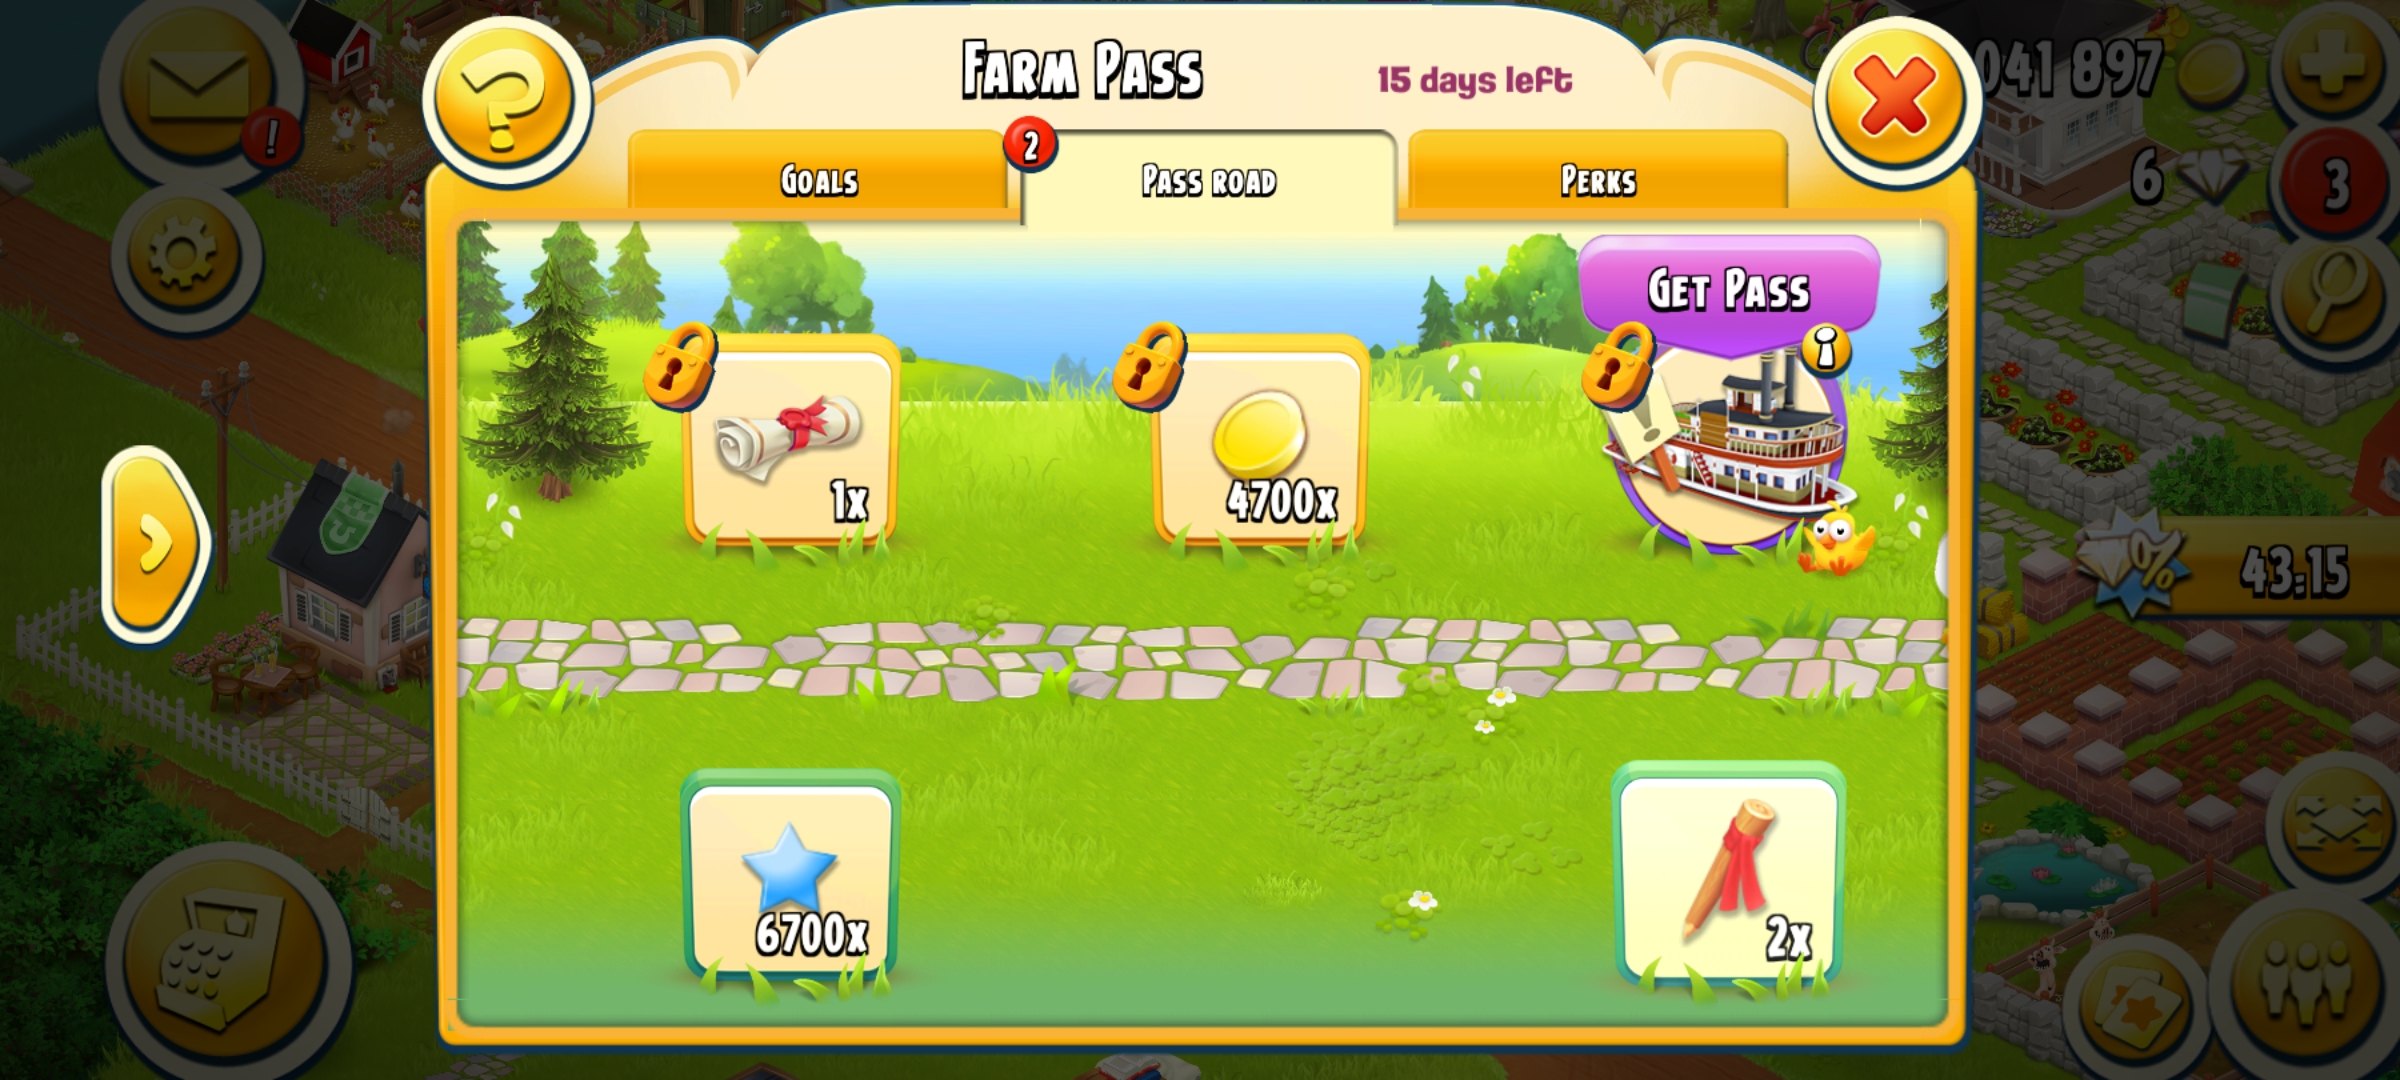 FARM PASS
15 days left
041 897
!
2
GOALS
PASS ROAD
PERKS
6
3
GET PASS
1x
4700x
0%
43:15
6700x
2x